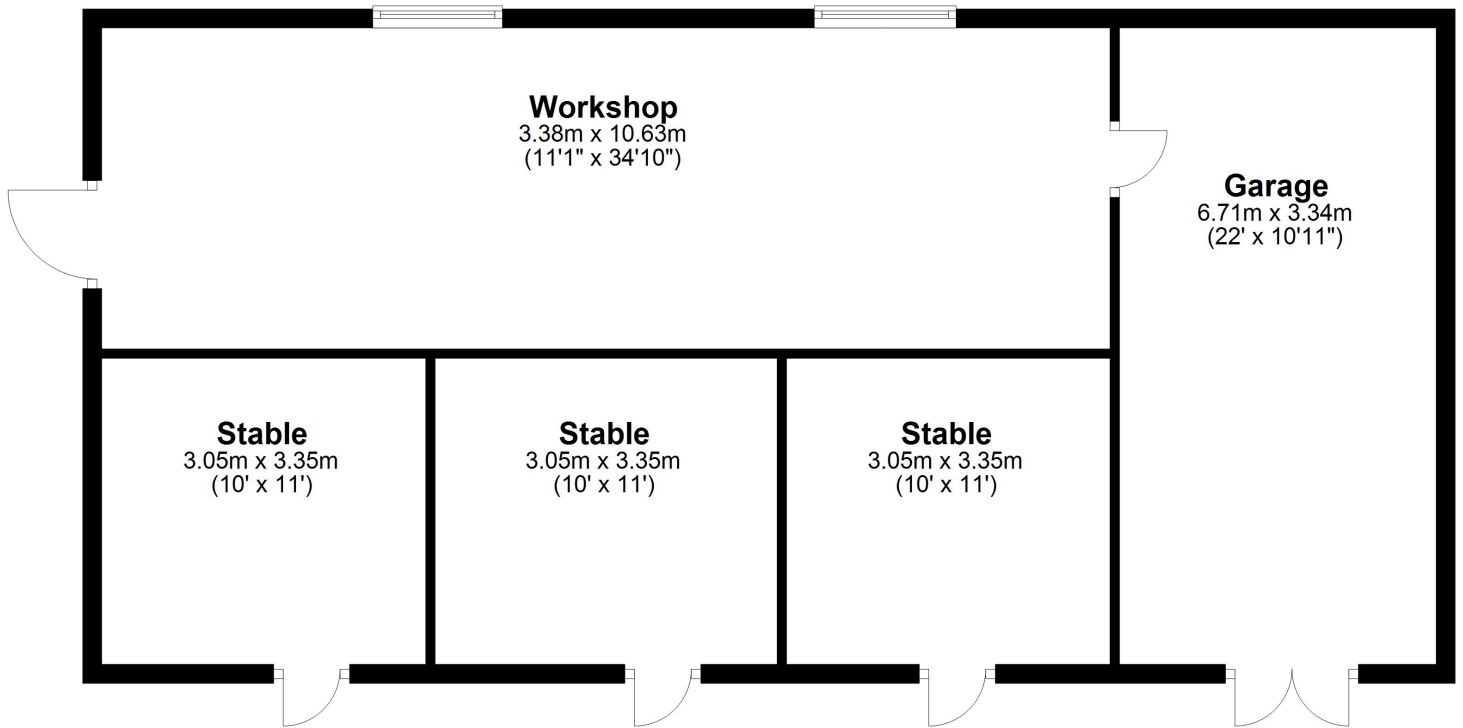 Workshop
3.38m x 10.63m
(11'1" x 34'10")
Garage
6.71m x 3.34m
(22' x 10'11")
Stable
3.05m x 3.35m
(10' x 11')
Stable
3.05m x 3.35m
(10' x 11')
Stable
3.05m x 3.35m
(10' x 11')